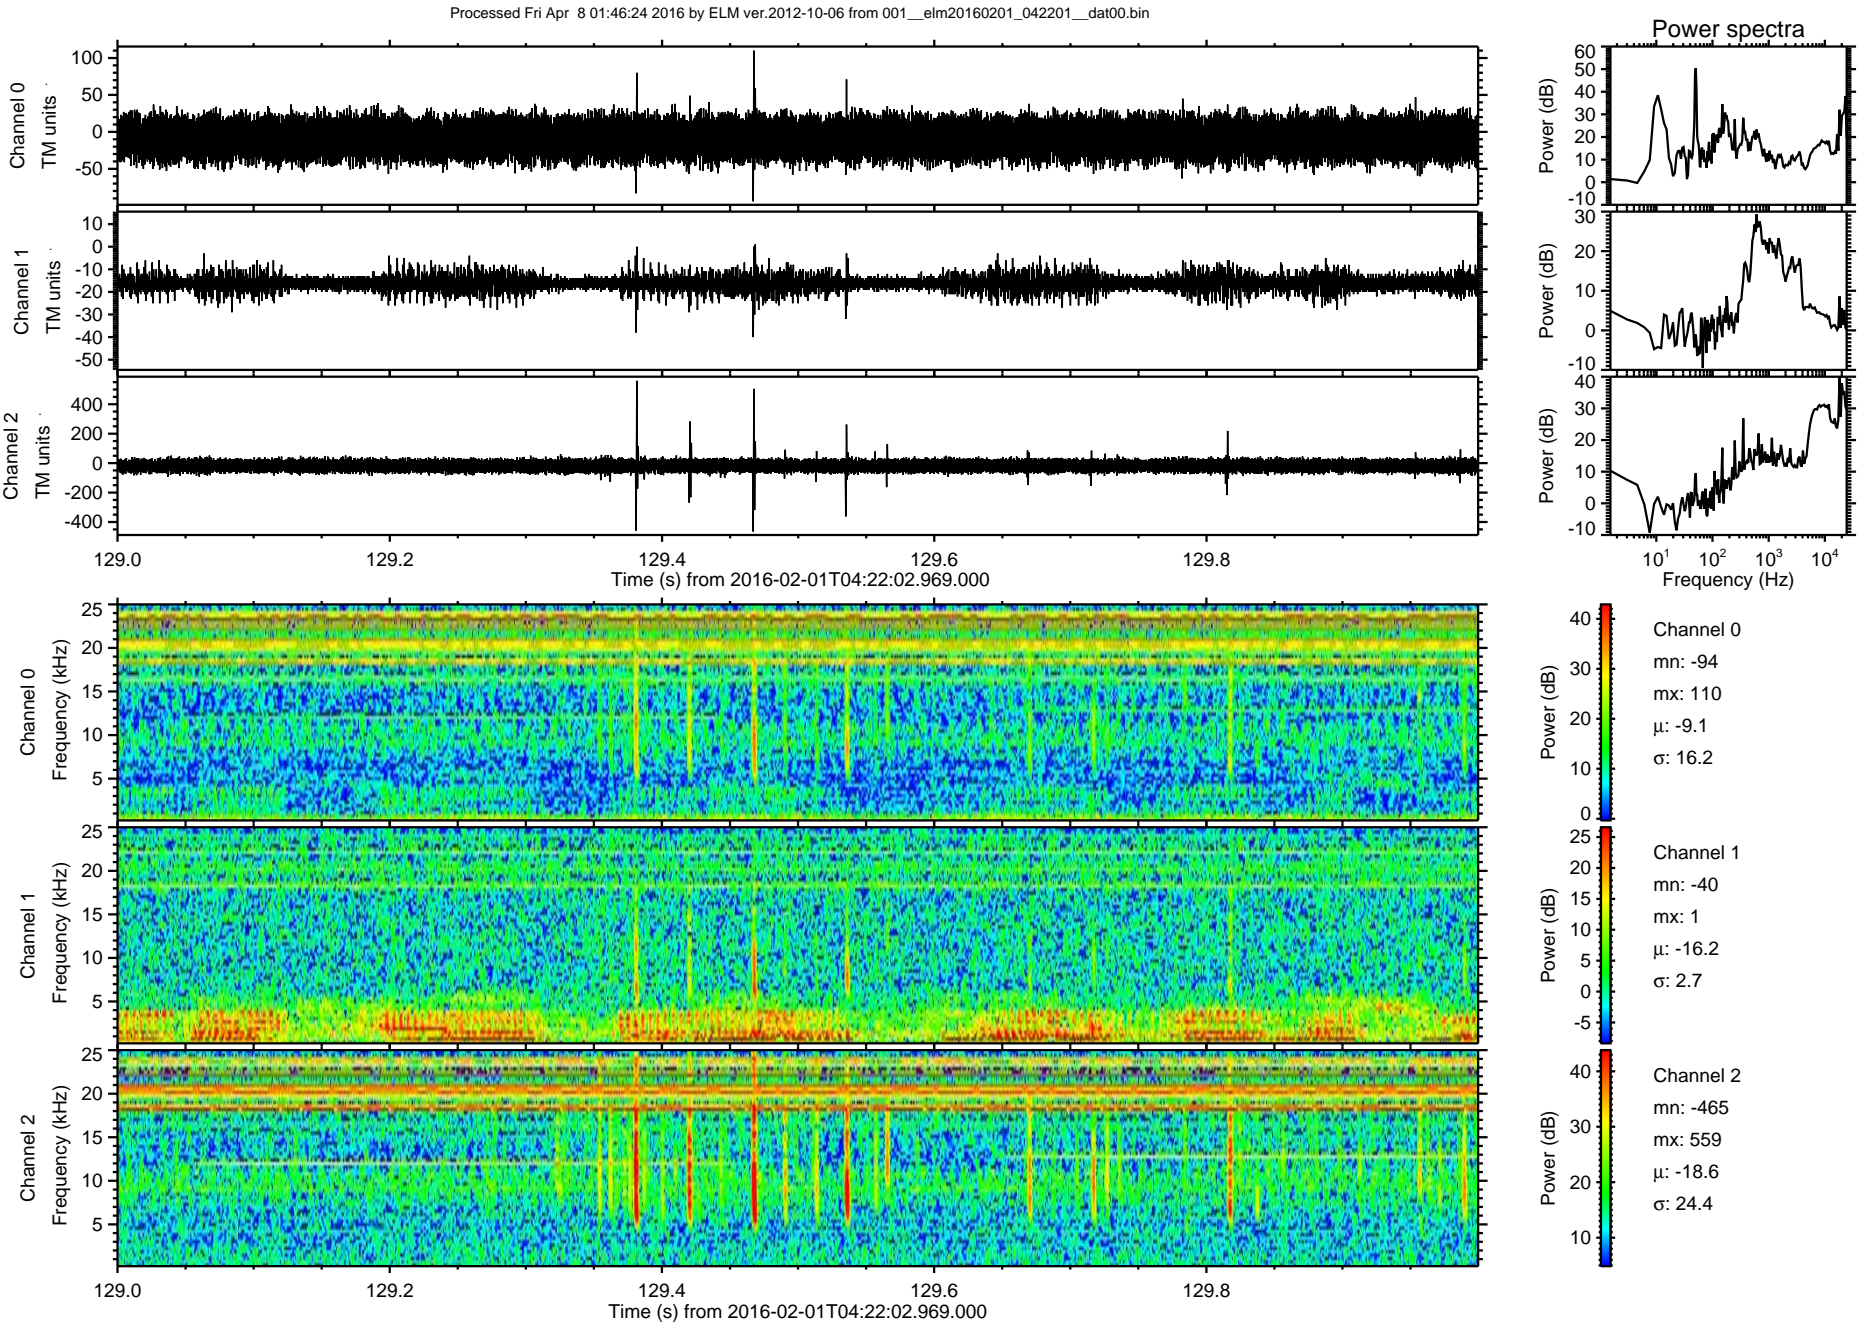 Processed Fri Apr  8 01:46:24 2016 by ELM ver.2012-10-06 from 001__elm20160201_042201__dat00.bin
Power spectra
Channel 0
TM units
100
50
0
-50
Power (dB)
60
50
40
30
20
10
0
-10
Channel 1
TM units
10
0
-10
-20
-30
-40
-50
Power (dB)
30
20
10
0
-10
Channel 2
TM units
400
200
0
-200
-400
Power (dB)
40
30
20
10
0
-10
129.0 129.2 129.4 129.6 129.8
Time (s) from 2016-02-01T04:22:02.969.000
10¹ 10² 10³ 10⁴
Frequency (Hz)
Channel 0
Frequency (kHz)
25
20
15
10
5
Power (dB)
40
30
20
10
0
Channel 0
mn: -94
mx: 110
μ: -9.1
σ: 16.2
Channel 1
Frequency (kHz)
25
20
15
10
5
Power (dB)
25
20
15
10
5
0
-5
Channel 1
mn: -40
mx: 1
μ: -16.2
σ: 2.7
Channel 2
Frequency (kHz)
25
20
15
10
5
Power (dB)
40
30
20
10
Channel 2
mn: -465
mx: 559
μ: -18.6
σ: 24.4
129.0 129.2 129.4 129.6 129.8
Time (s) from 2016-02-01T04:22:02.969.000